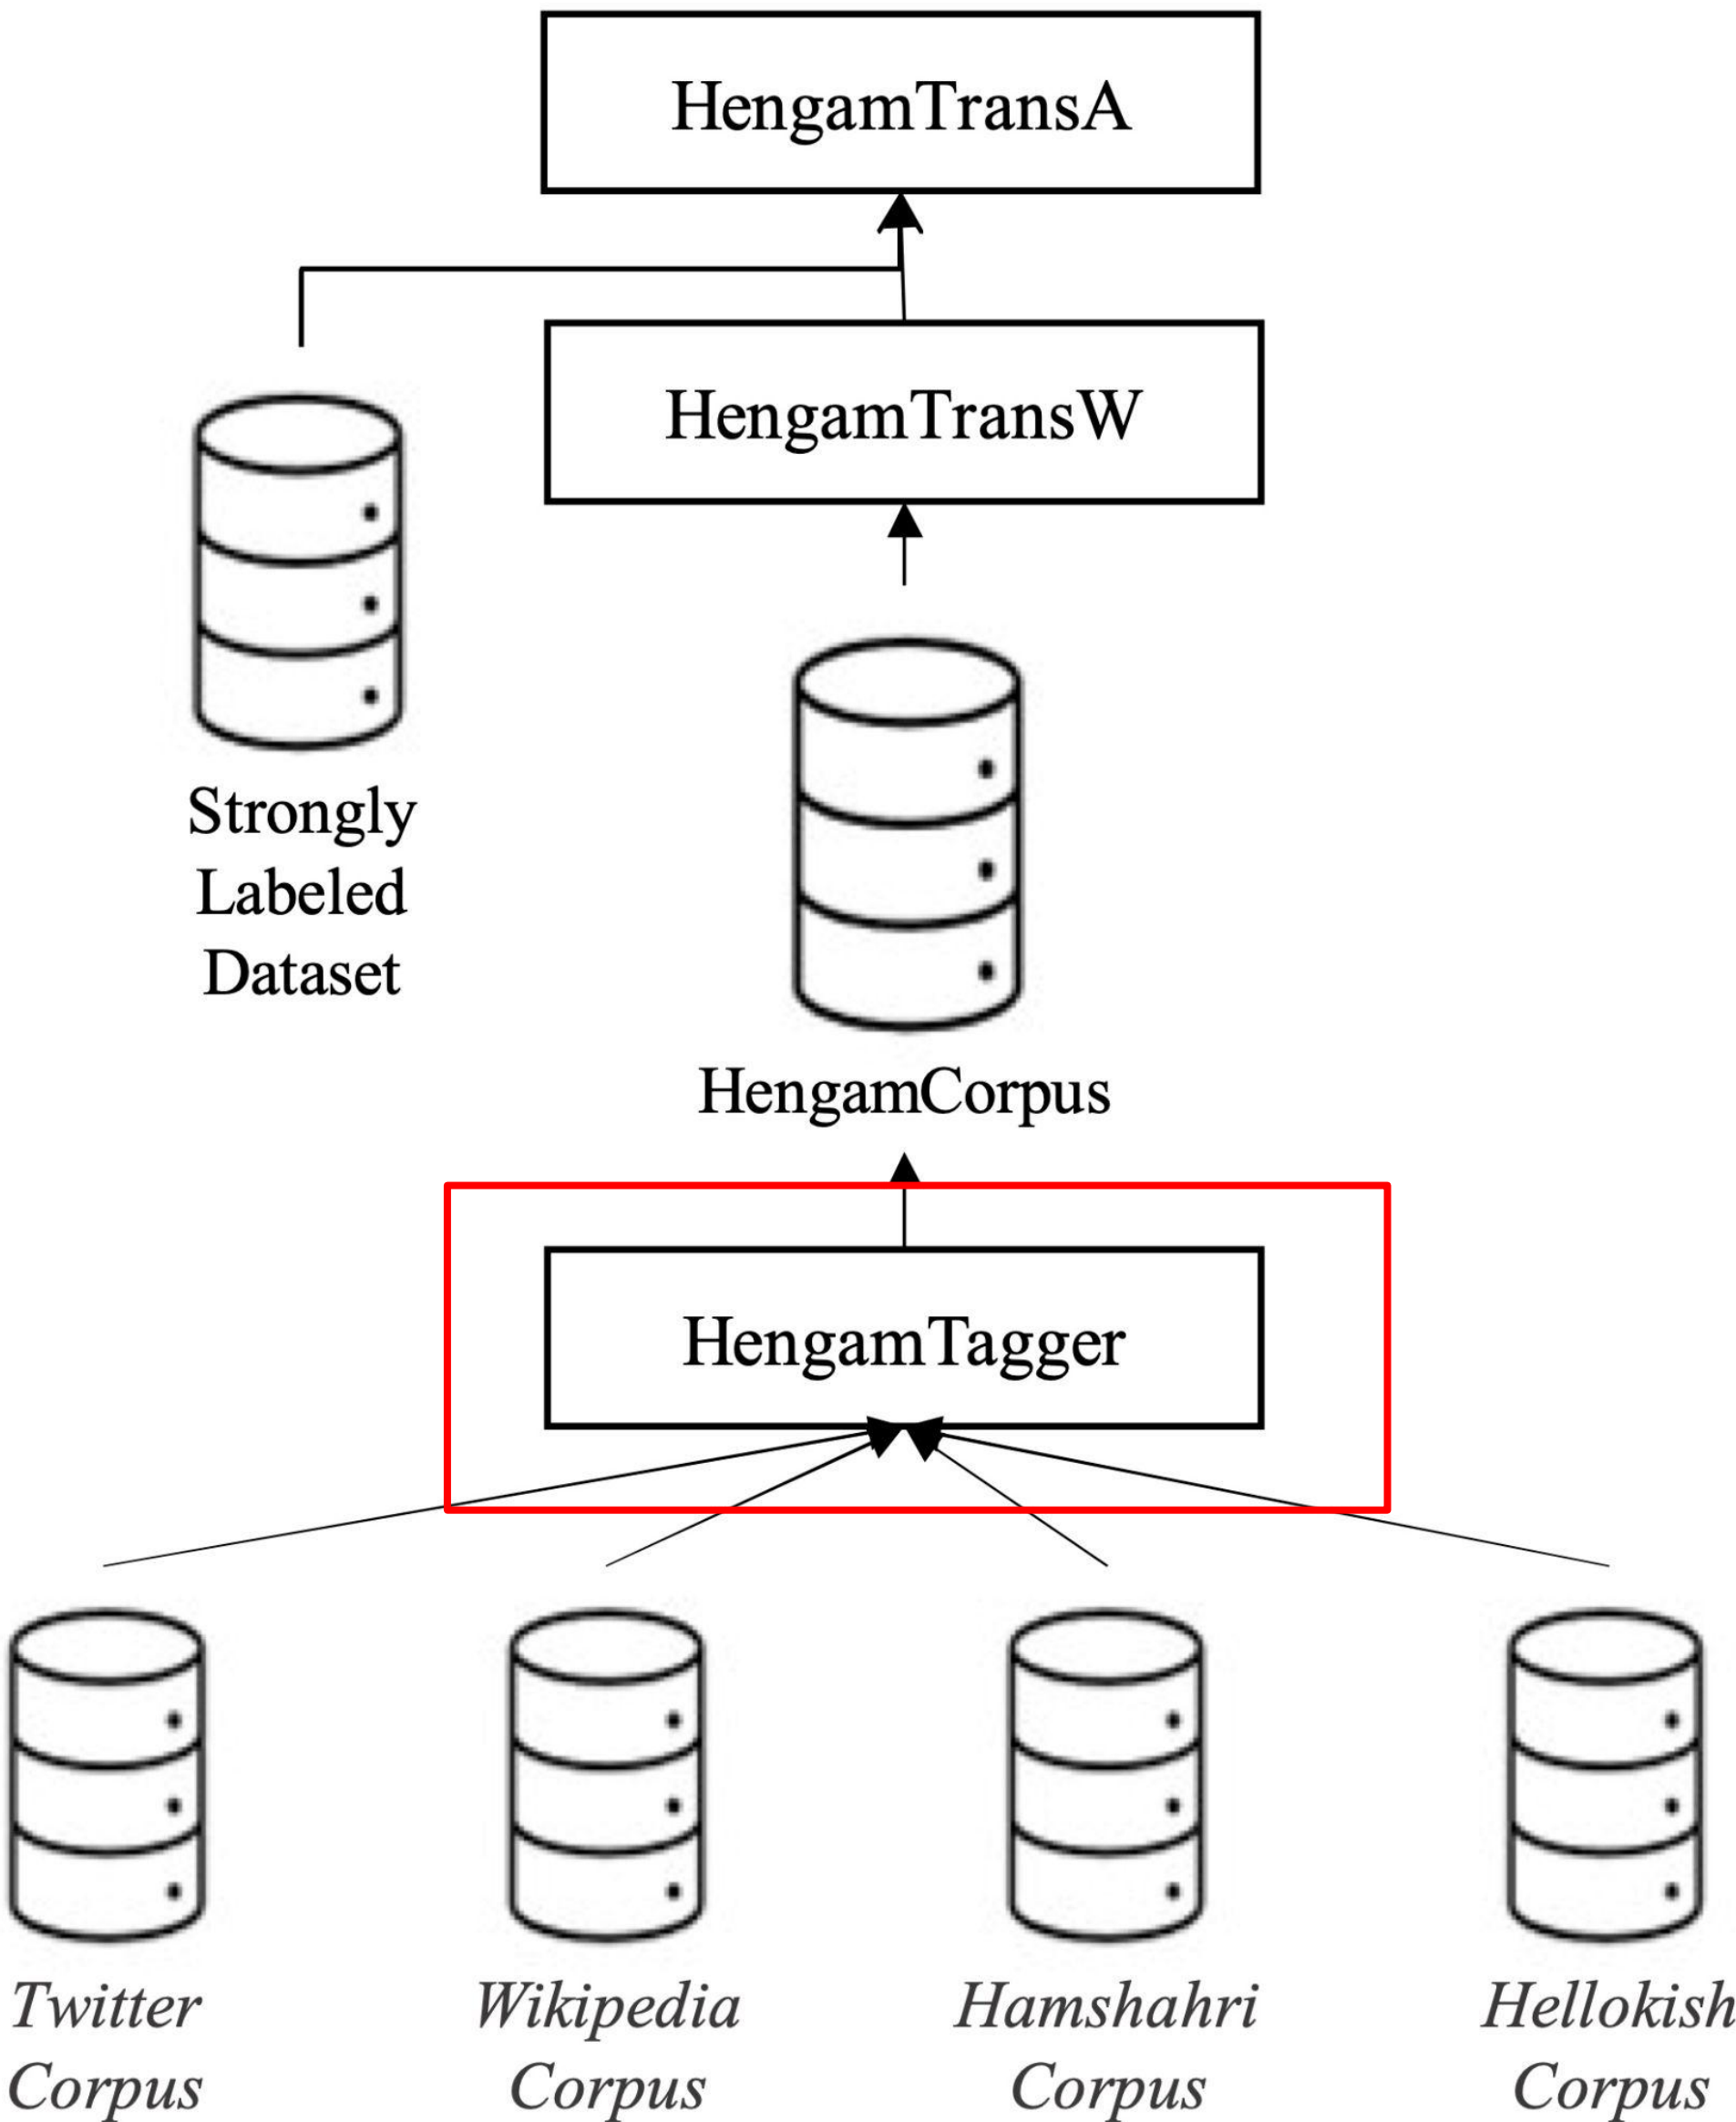 HengamTransA
HengamTransW
Strongly
Labeled
Dataset
HengamCorpus
HengamTagger
Twitter
Corpus
Wikipedia
Corpus
Hamshahri
Corpus
Hellokish
Corpus